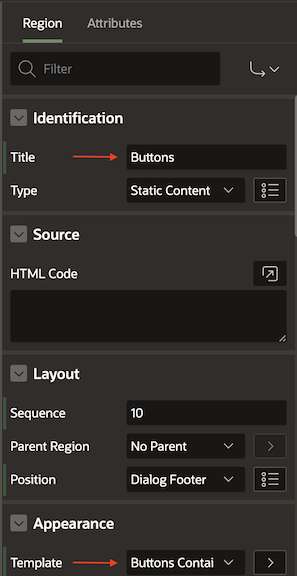 Region Attributes
Filter
Identification
Title Buttons
Type Static Content
Source
HTML Code
Layout
Sequence 10
Parent Region No Parent
Position Dialog Footer
Appearance
Template Buttons Contai